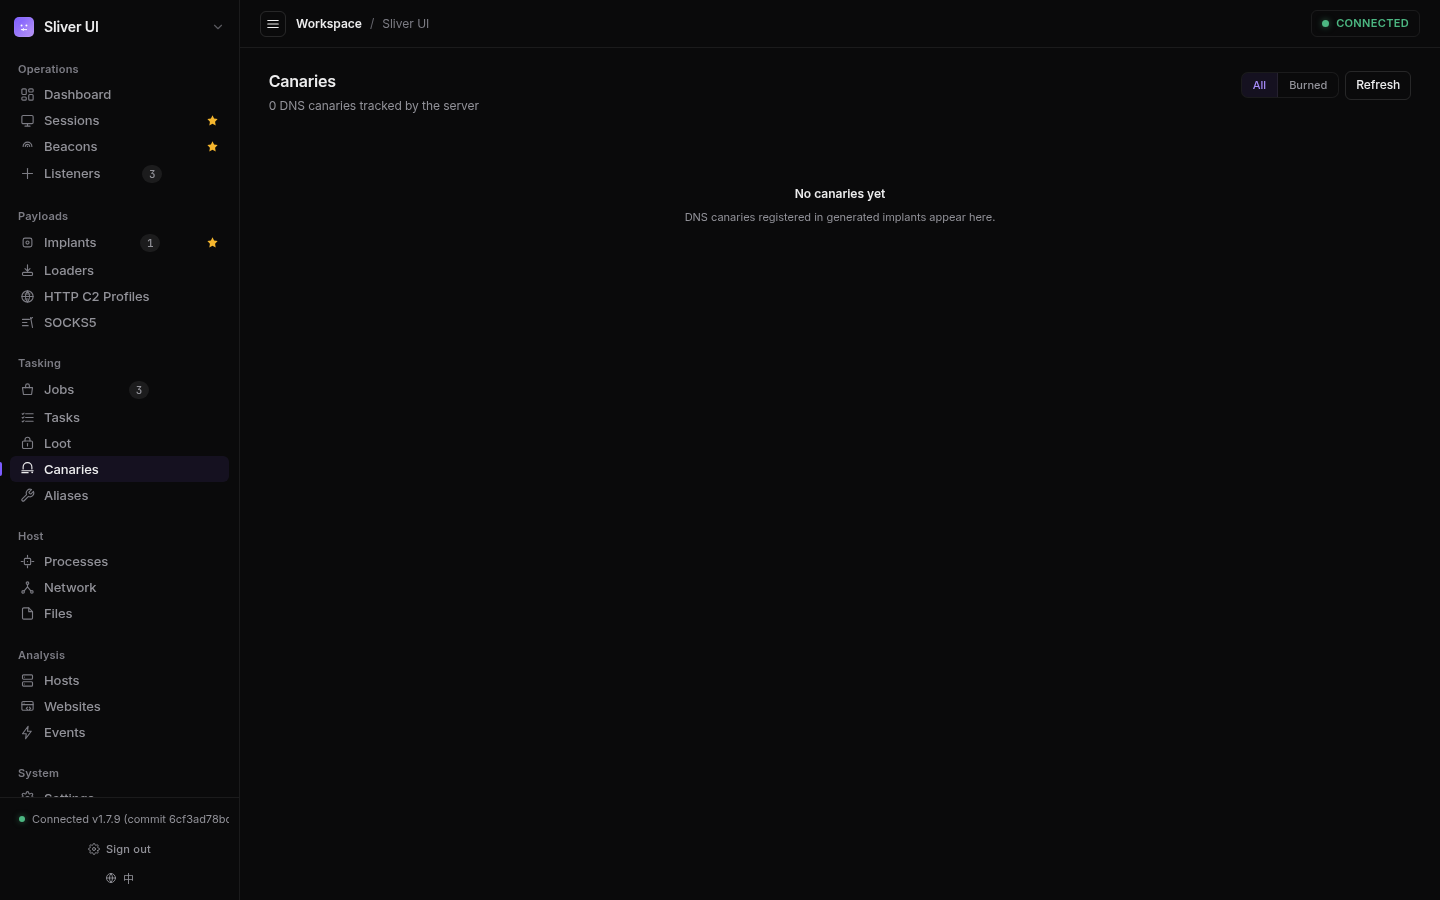 Sliver UI
Workspace / Sliver UI
CONNECTED
Operations
Dashboard
Sessions
Beacons
Listeners 3
Payloads
Implants 1
Loaders
HTTP C2 Profiles
SOCKS5
Tasking
Jobs 3
Tasks
Loot
Canaries
Aliases
Host
Processes
Network
Files
Analysis
Hosts
Websites
Events
System
Settings
Connected v1.7.9 (commit 6cf3ad78b
Sign out
中
Canaries
0 DNS canaries tracked by the server
All Burned Refresh
No canaries yet
DNS canaries registered in generated implants appear here.